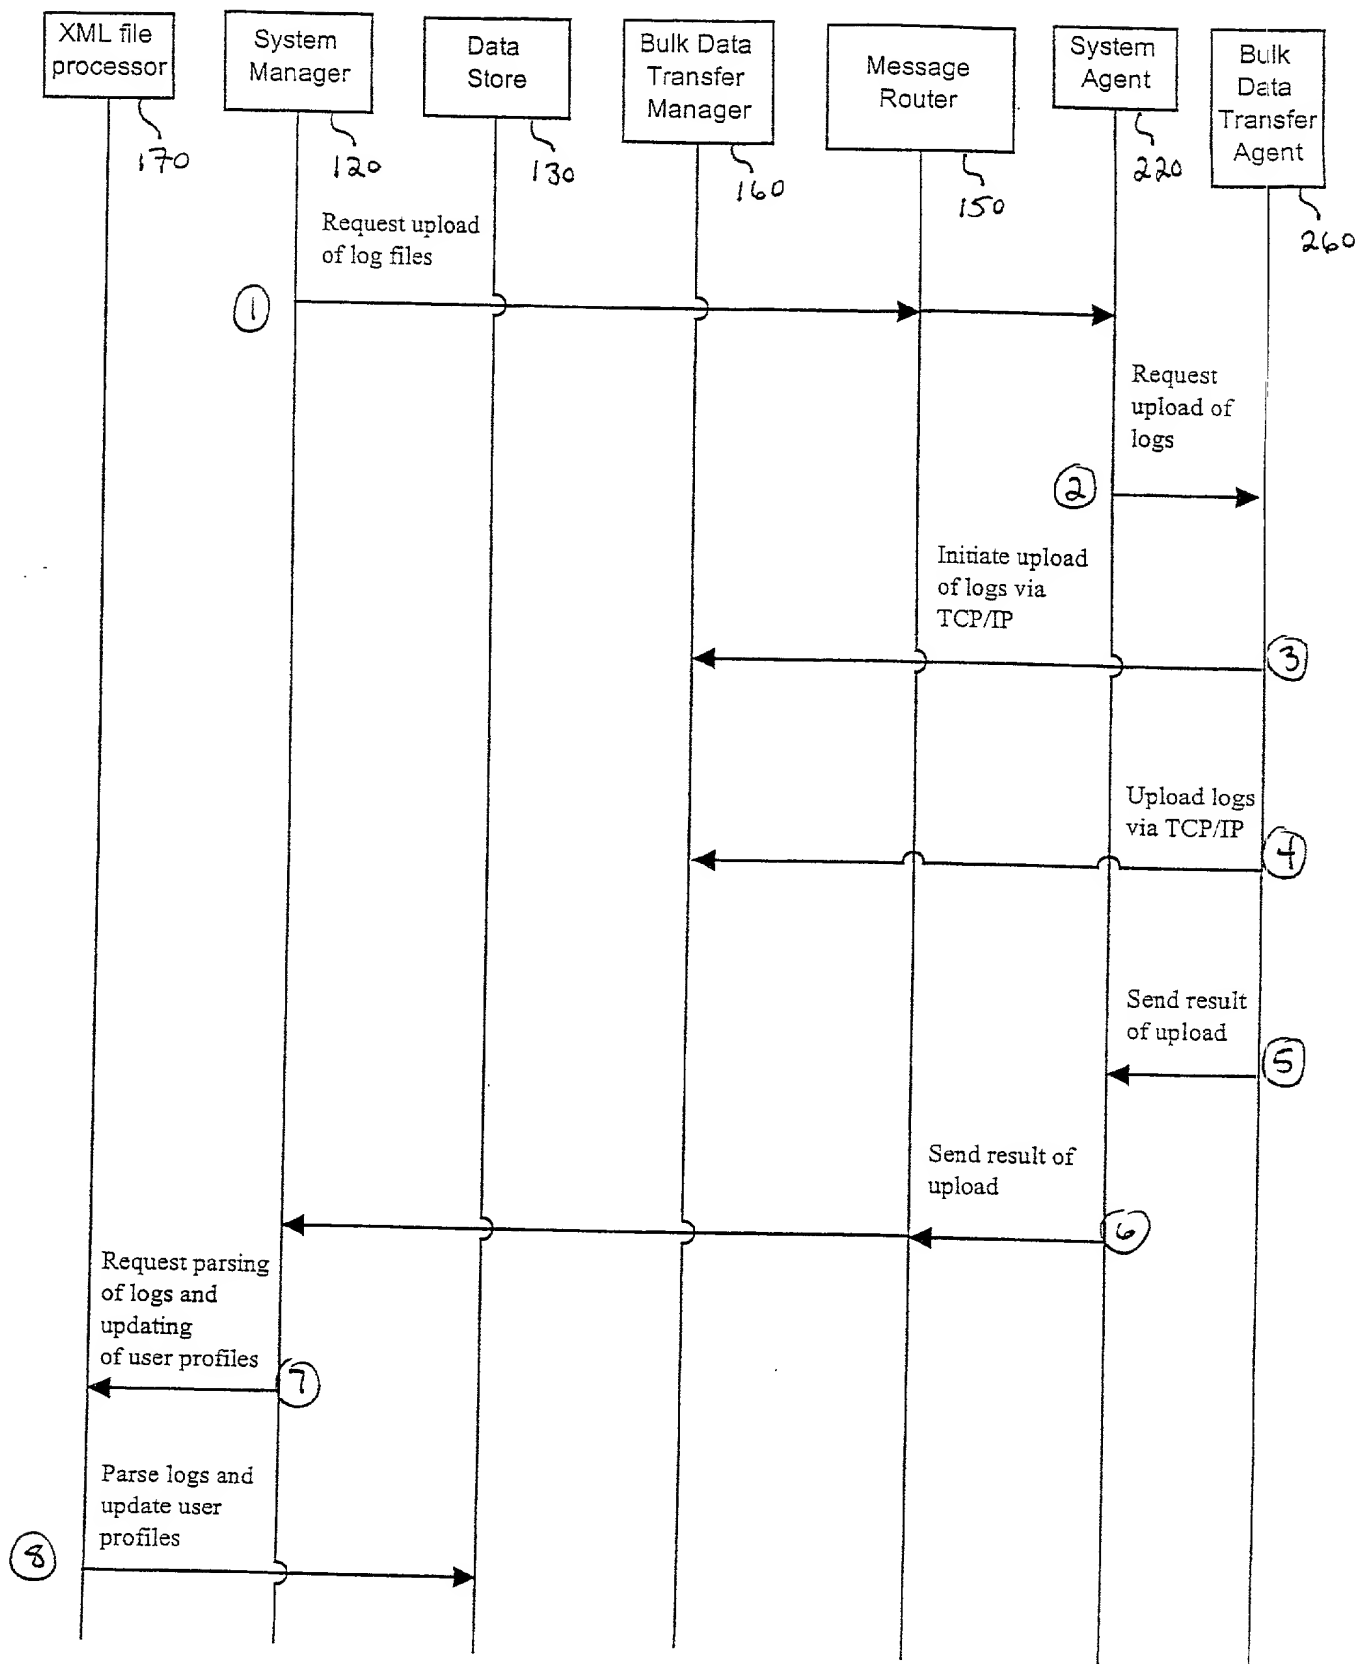 XML file
processor
System
Manager
Data
Store
Bulk Data
Transfer
Manager
Message
Router
System
Agent
Bulk
Data
Transfer
Agent
170
120
130
160
150
220
260
Request upload
of log files
1
Request
upload of
logs
2
Initiate upload
of logs via
TCP/IP
3
Upload logs
via TCP/IP
4
Send result
of upload
5
Send result of
upload
6
Request parsing
of logs and
updating
of user profiles
7
Parse logs and
update user
profiles
8